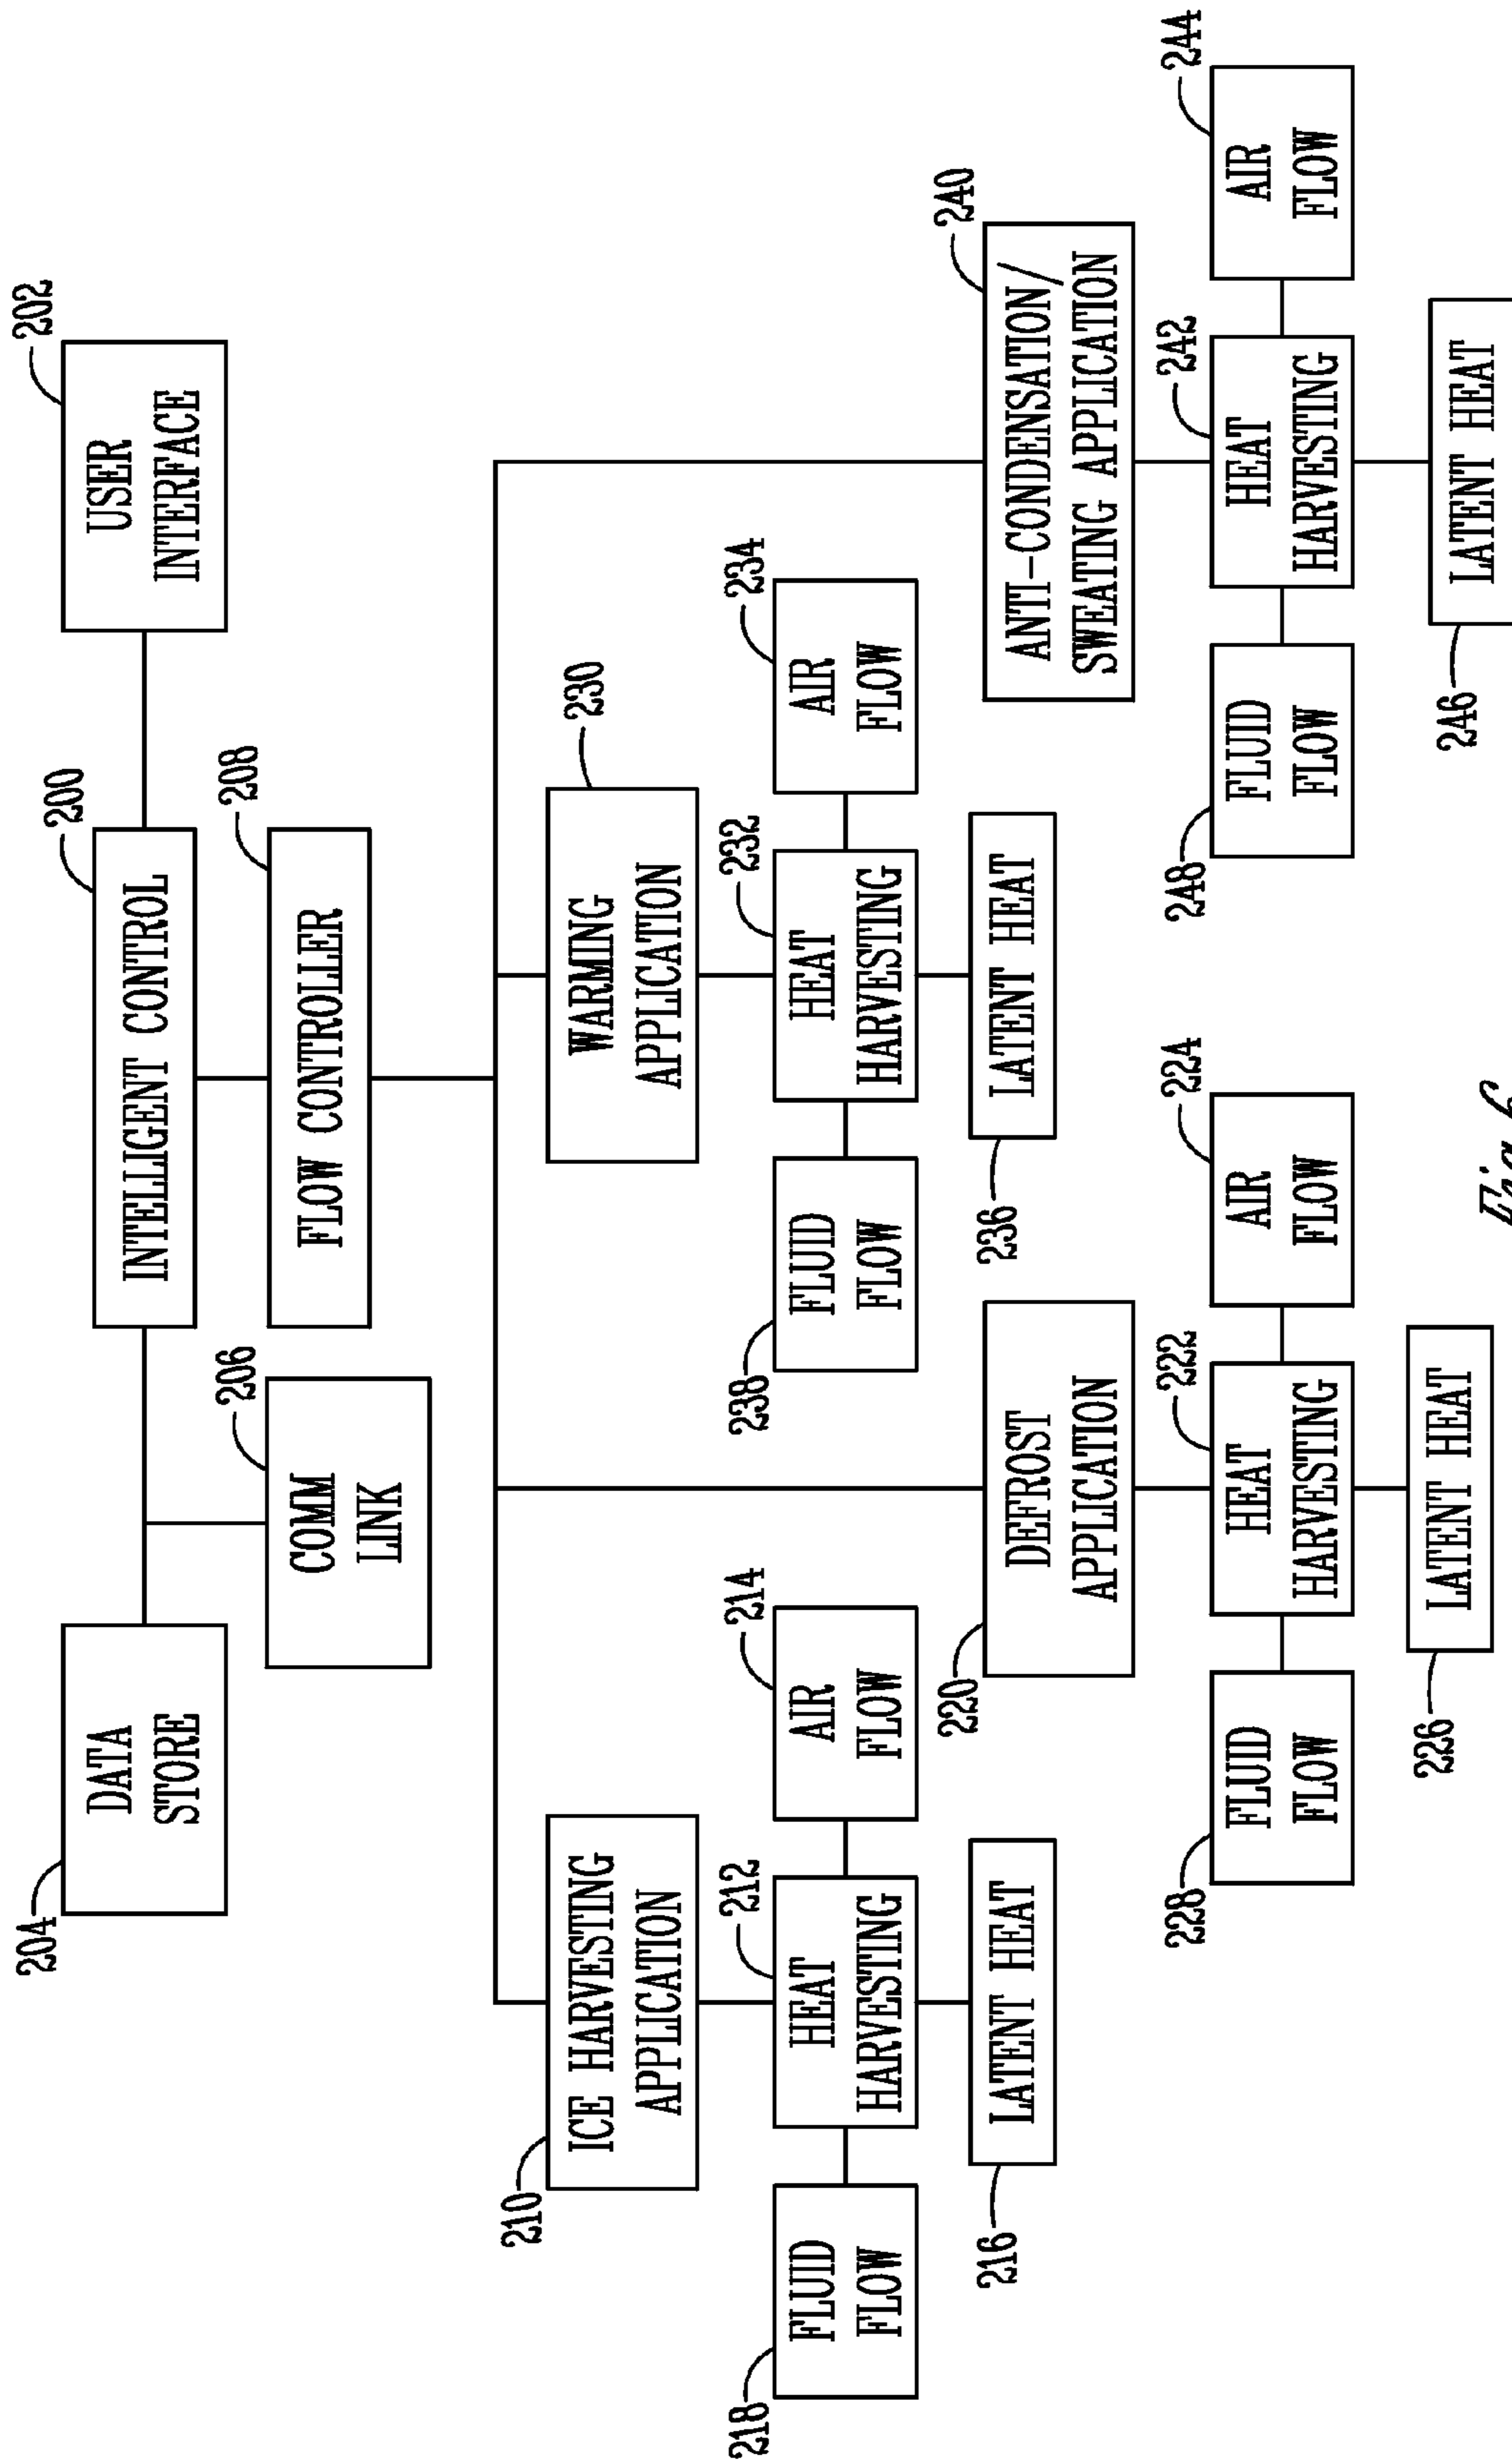 204
DATA
STORE
206
COMM
LINK
200
INTELLIGENT CONTROL
208
FLOW CONTROLLER
202
USER
INTERFACE
210
ICE HARVESTING
APPLICATION
212
HEAT
HARVESTING
214
AIR
FLOW
218
FLUID
FLOW
216
LATENT HEAT
220
DEFROST
APPLICATION
222
HEAT
HARVESTING
224
AIR
FLOW
228
FLUID
FLOW
226
LATENT HEAT
230
WARMING
APPLICATION
232
HEAT
HARVESTING
234
AIR
FLOW
238
FLUID
FLOW
236
LATENT HEAT
240
ANTI-CONDENSATION/
SWEATING APPLICATION
242
HEAT
HARVESTING
244
AIR
FLOW
248
FLUID
FLOW
246
LATENT HEAT
Fig. 6